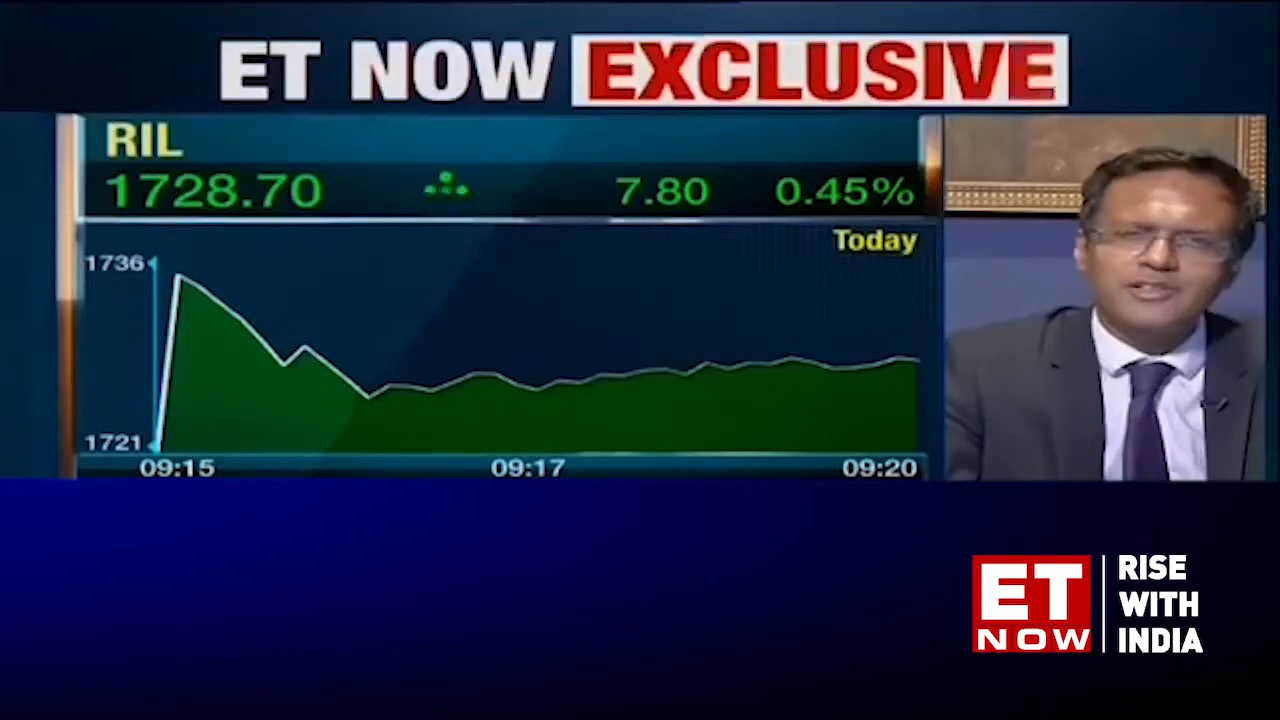 ET NOW EXCLUSIVE
RIL
1728.70 7.80 0.45%
Today
1736
1721
09:15 09:17 09:20
ET
NOW
RISE
WITH
INDIA